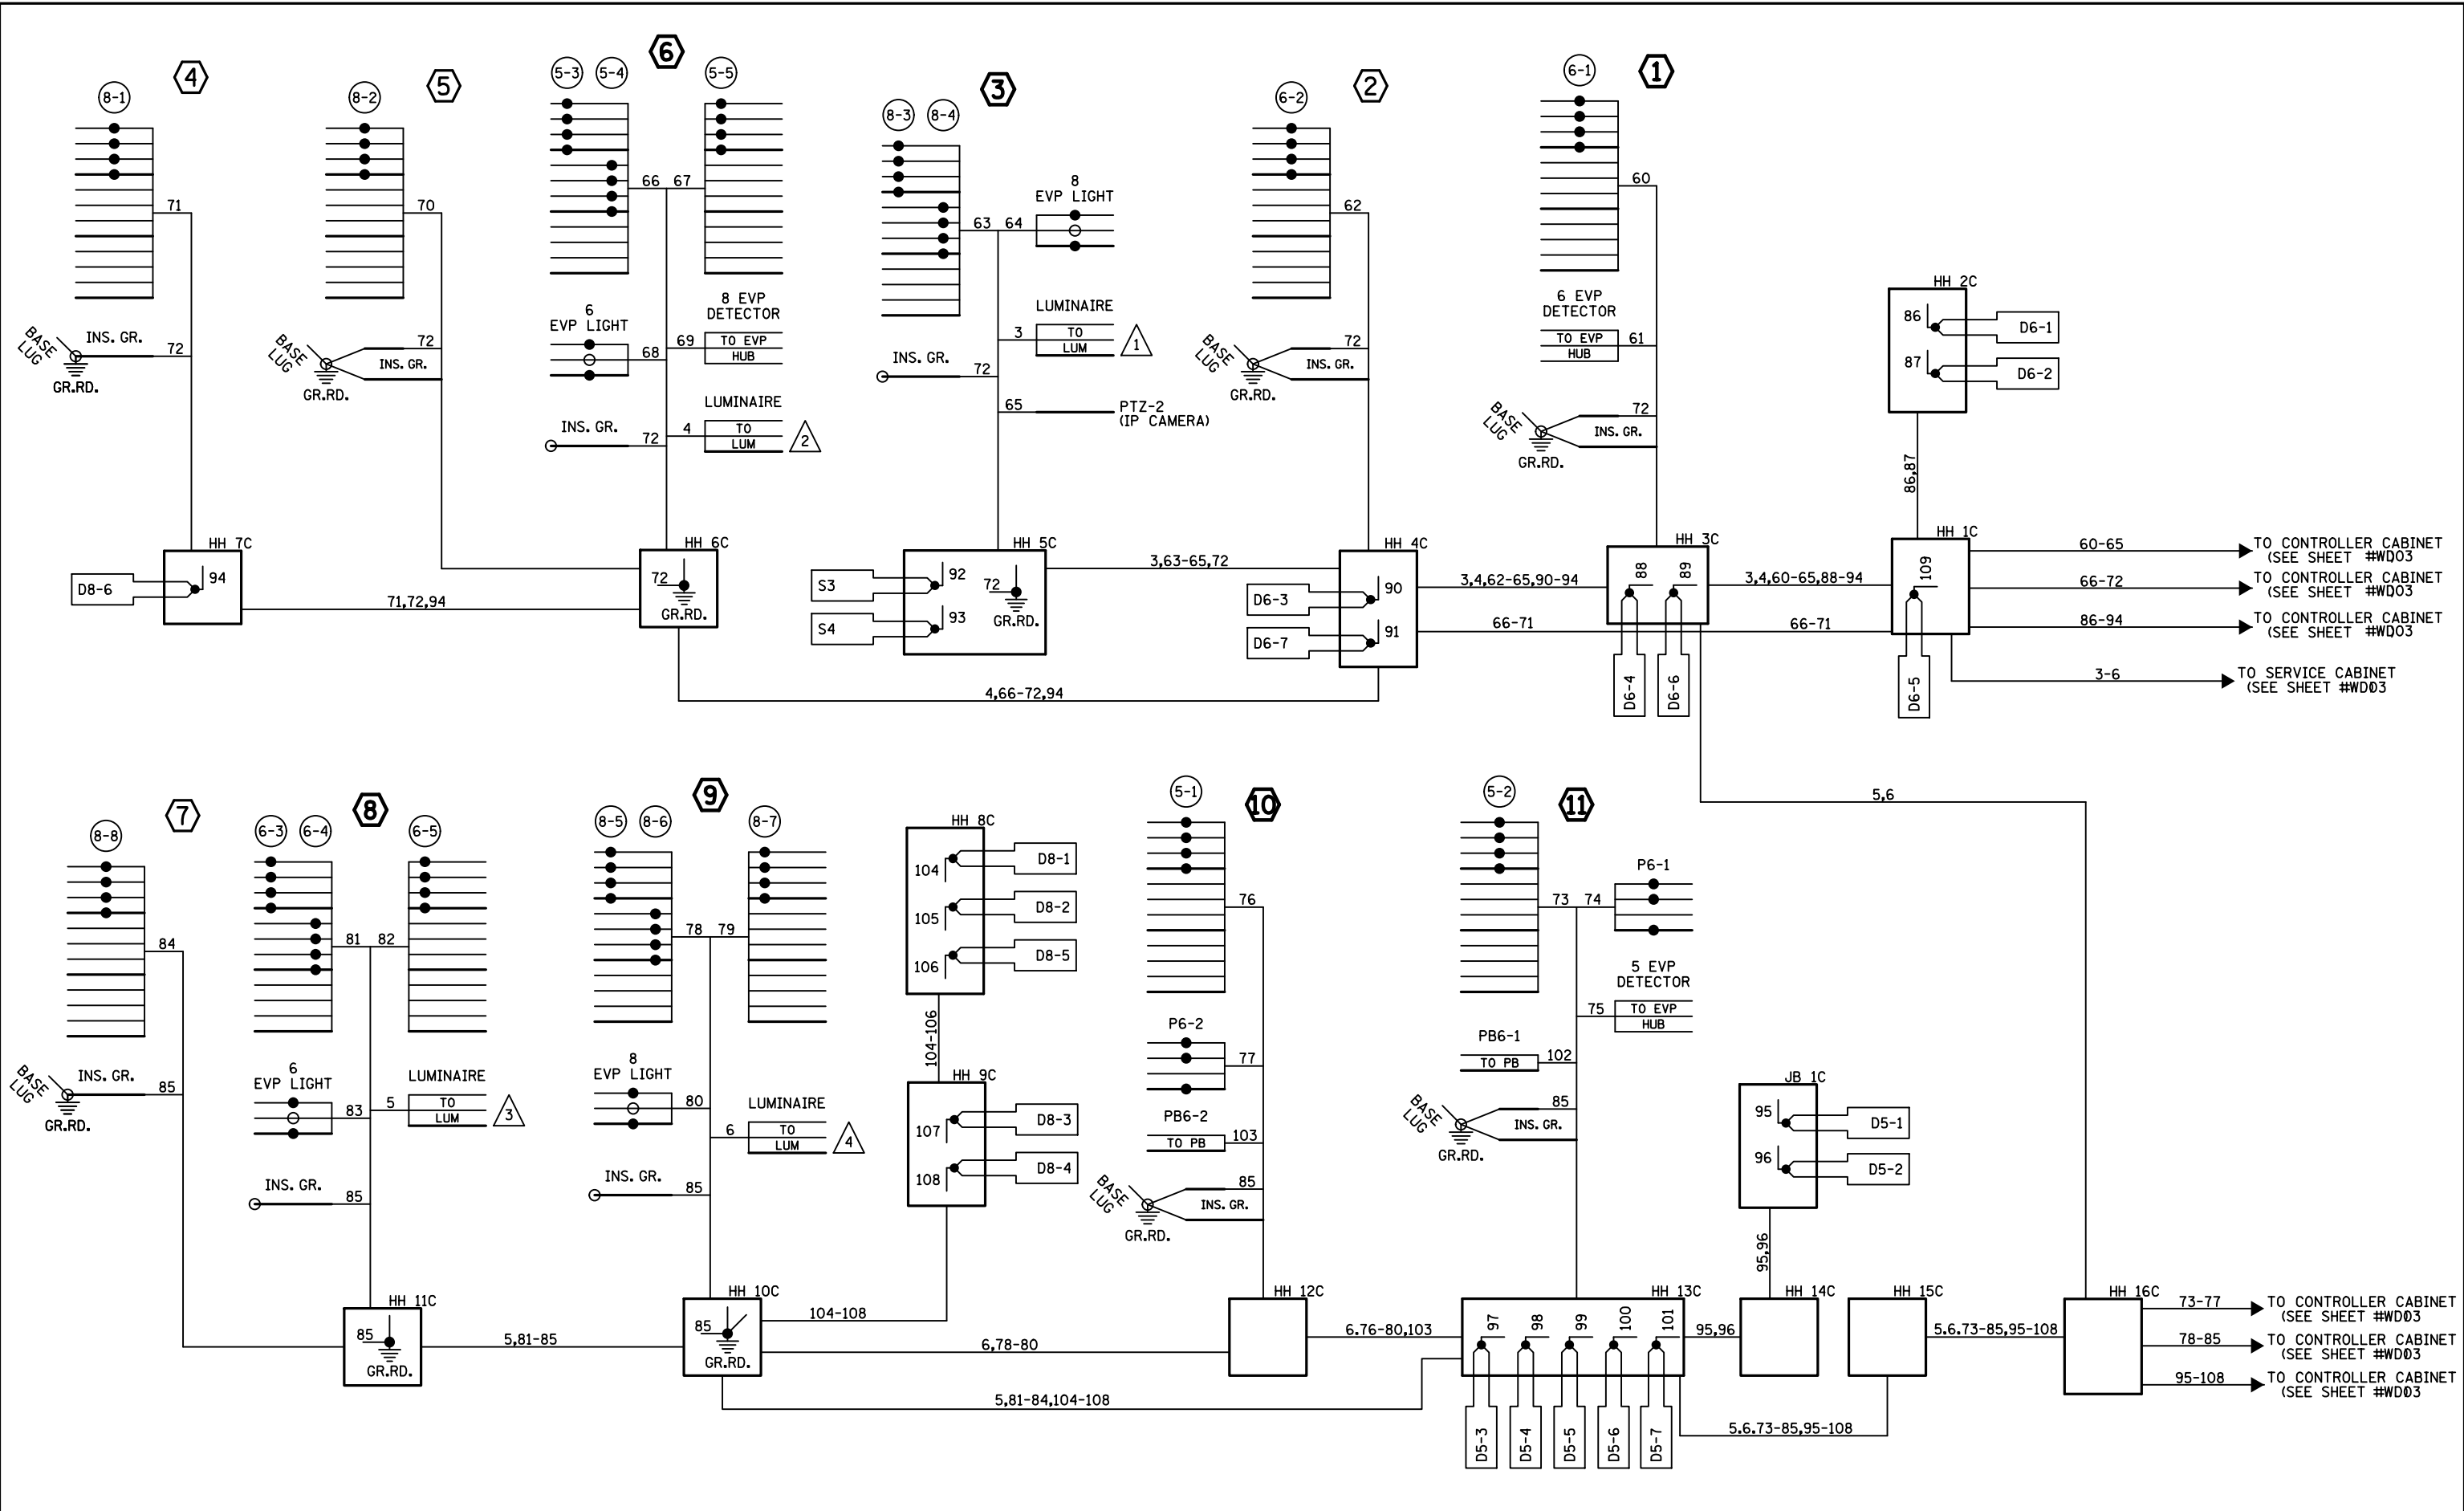 4
8-1
71
BASE
LUG
INS. GR.
72
GR.RD.
HH 7C
D8-6
94
71,72,94
5
8-2
70
72
BASE
LUG
INS. GR.
GR.RD.
6
5-3
5-4
5-5
66
67
6
EVP LIGHT
68
8 EVP
DETECTOR
69
TO EVP
HUB
INS. GR.
72
LUMINAIRE
4
TO
LUM
2
HH 6C
72
GR.RD.
4,66-72,94
3
8-3
8-4
63
64
8
EVP LIGHT
LUMINAIRE
3
TO
LUM
1
INS. GR.
72
65
PTZ-2
(IP CAMERA)
HH 5C
S3
92
S4
93
72
GR.RD.
3,63-65,72
2
6-2
62
72
BASE
LUG
INS. GR.
GR.RD.
HH 4C
D6-3
90
D6-7
91
3,4,62-65,90-94
66-71
1
6-1
60
6 EVP
DETECTOR
TO EVP
HUB
61
72
BASE
LUG
INS. GR.
GR.RD.
HH 3C
88
89
D6-4
D6-6
3,4,60-65,88-94
66-71
HH 2C
86
D6-1
87
D6-2
86,87
HH 1C
109
D6-5
60-65
TO CONTROLLER CABINET
(SEE SHEET #WD03
66-72
TO CONTROLLER CABINET
(SEE SHEET #WD03
86-94
TO CONTROLLER CABINET
(SEE SHEET #WD03
3-6
TO SERVICE CABINET
(SEE SHEET #WD03
5,6
7
8-8
84
BASE
LUG
INS. GR.
85
GR.RD.
8
6-3
6-4
6-5
81
82
6
EVP LIGHT
83
LUMINAIRE
5
TO
LUM
3
INS. GR.
85
HH 11C
85
GR.RD.
5,81-85
9
8-5
8-6
8-7
78
79
8
EVP LIGHT
80
LUMINAIRE
6
TO
LUM
4
INS. GR.
85
HH 10C
85
GR.RD.
104-108
6,78-80
5,81-84,104-108
HH 8C
104
D8-1
105
D8-2
106
D8-5
104-106
HH 9C
107
D8-3
108
D8-4
10
5-1
76
P6-2
77
PB6-2
TO PB
103
85
BASE
LUG
INS. GR.
GR.RD.
HH 12C
6.76-80,103
11
5-2
73
74
P6-1
5 EVP
DETECTOR
75
TO EVP
HUB
PB6-1
TO PB
102
85
BASE
LUG
INS. GR.
GR.RD.
HH 13C
97
98
99
100
101
D5-3
D5-4
D5-5
D5-6
D5-7
95,96
5.6.73-85,95-108
JB 1C
95
D5-1
96
D5-2
95,96
HH 14C
HH 15C
5.6.73-85,95-108
HH 16C
73-77
TO CONTROLLER CABINET
(SEE SHEET #WD03
78-85
TO CONTROLLER CABINET
(SEE SHEET #WD03
95-108
TO CONTROLLER CABINET
(SEE SHEET #WD03